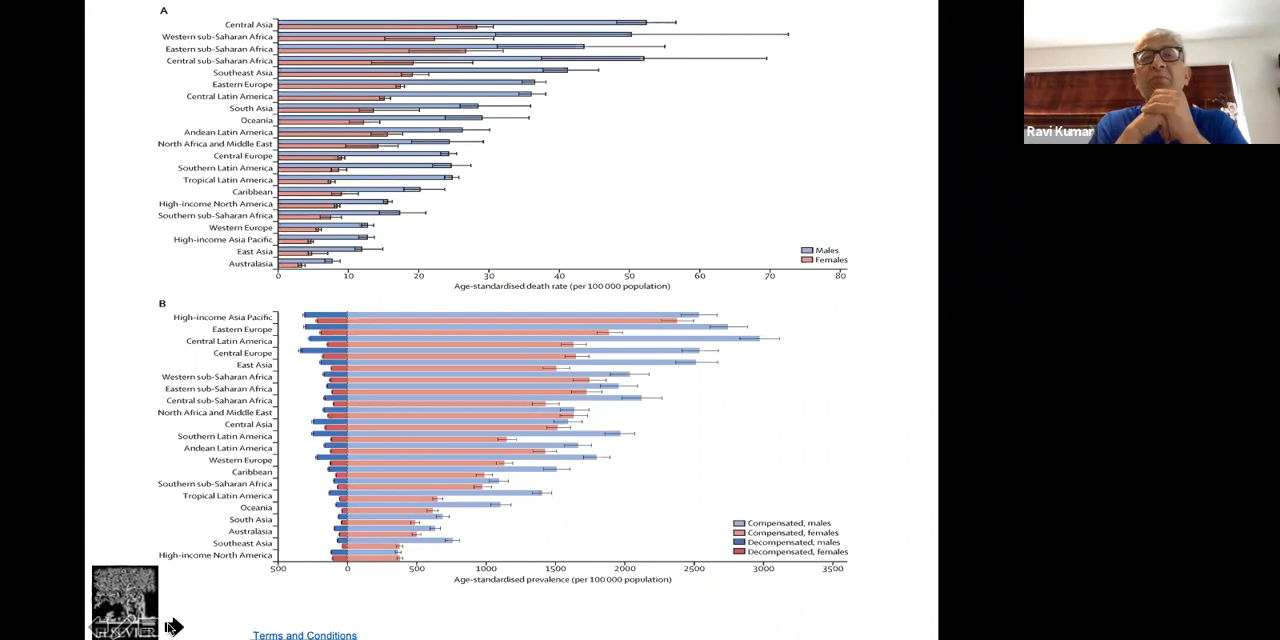 A
Central Asia
Western sub-Saharan Africa
Eastern sub-Saharan Africa
Central sub-Saharan Africa
Southeast Asia
Eastern Europe
Central Latin America
South Asia
Oceania
Andean Latin America
North Africa and Middle East
Central Europe
Southern Latin America
Tropical Latin America
Caribbean
High-income North America
Southern sub-Saharan Africa
Western Europe
High-income Asia Pacific
East Asia
Australasia
Males
Females
0 10 20 30 40 50 60 70 80
Age-standardised death rate (per 100 000 population)
B
High-income Asia Pacific
Eastern Europe
Central Latin America
Central Europe
East Asia
Western sub-Saharan Africa
Eastern sub-Saharan Africa
Central sub-Saharan Africa
North Africa and Middle East
Central Asia
Southern Latin America
Andean Latin America
Western Europe
Caribbean
Southern sub-Saharan Africa
Tropical Latin America
Oceania
South Asia
Australasia
Southeast Asia
High-income North America
Compensated, males
Compensated, females
Decompensated, males
Decompensated, females
500 0 500 1000 1500 2000 2500 3000 3500
Age-standardised prevalence (per 100 000 population)
ELSEVIER
Terms and Conditions
Ravi Kumar